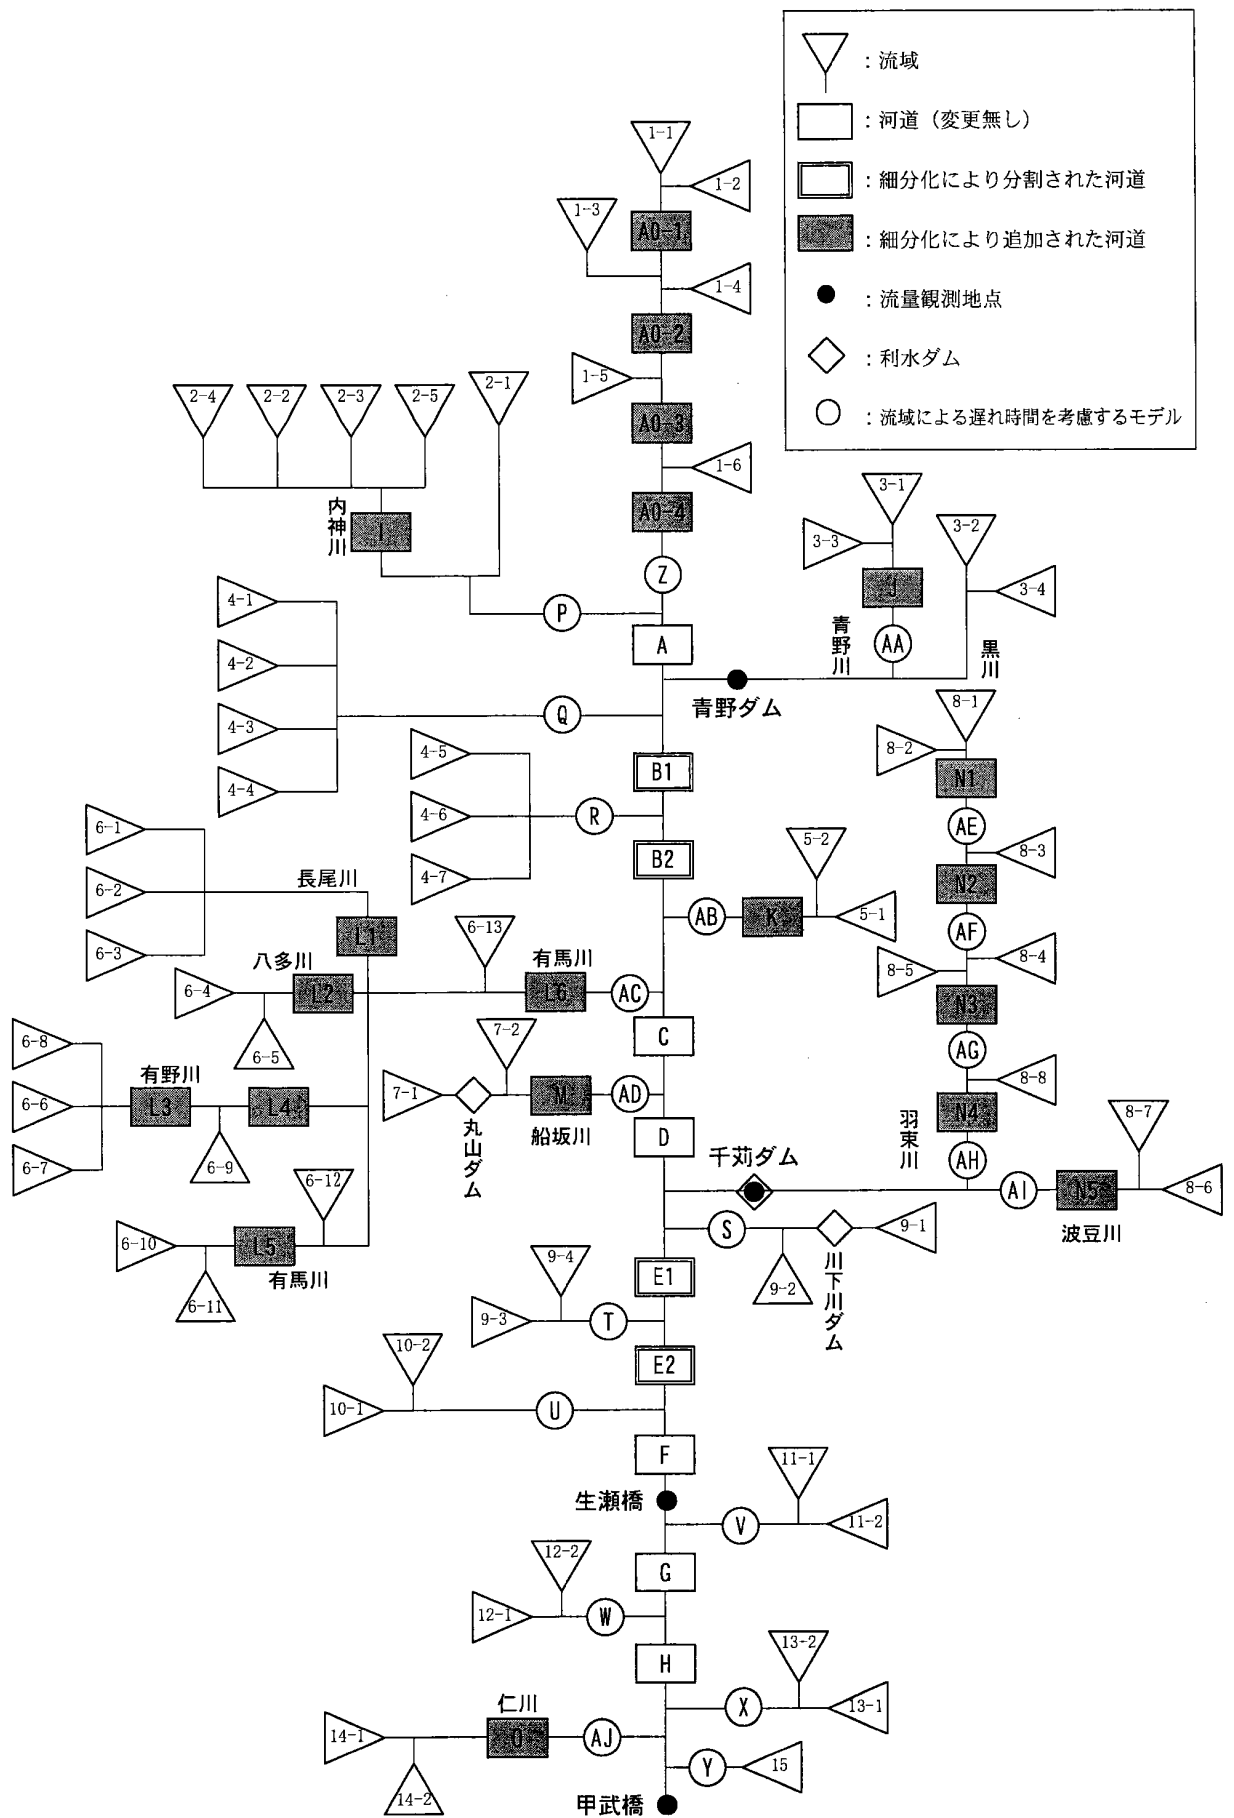 ：流域
：河道（変更無し）
：細分化により分割された河道
：細分化により追加された河道
：流量観測地点
：利水ダム
：流域による遅れ時間を考慮するモデル
1-1
1-2
1-3
A0-1
1-4
A0-2
1-5
A0-3
1-6
A0-4
Z
2-4
2-2
2-3
2-5
2-1
内神川
I
P
A
3-1
3-2
3-3
3-4
J
青野川
AA
黒川
青野ダム
4-1
4-2
4-3
4-4
Q
B1
4-5
4-6
4-7
R
B2
8-1
8-2
N1
AE
8-3
N2
AF
8-4
8-5
N3
AG
8-8
N4
羽束川
AH
AI
N5
波豆川
8-7
8-6
5-2
5-1
K
AB
6-1
6-2
6-3
長尾川
L1
八多川
6-4
6-5
L2
6-13
有馬川
L6
AC
C
6-8
6-6
6-7
有野川
L3
L4
6-9
7-1
7-2
丸山ダム
M
船坂川
AD
D
千苅ダム
6-12
6-10
6-11
L5
有馬川
S
9-1
9-2
川下川ダム
E1
9-4
9-3
T
E2
10-2
10-1
U
F
生瀬橋
11-1
11-2
V
G
12-2
12-1
W
H
13-2
13-1
X
仁川
14-1
14-2
O
AJ
Y
15
甲武橋